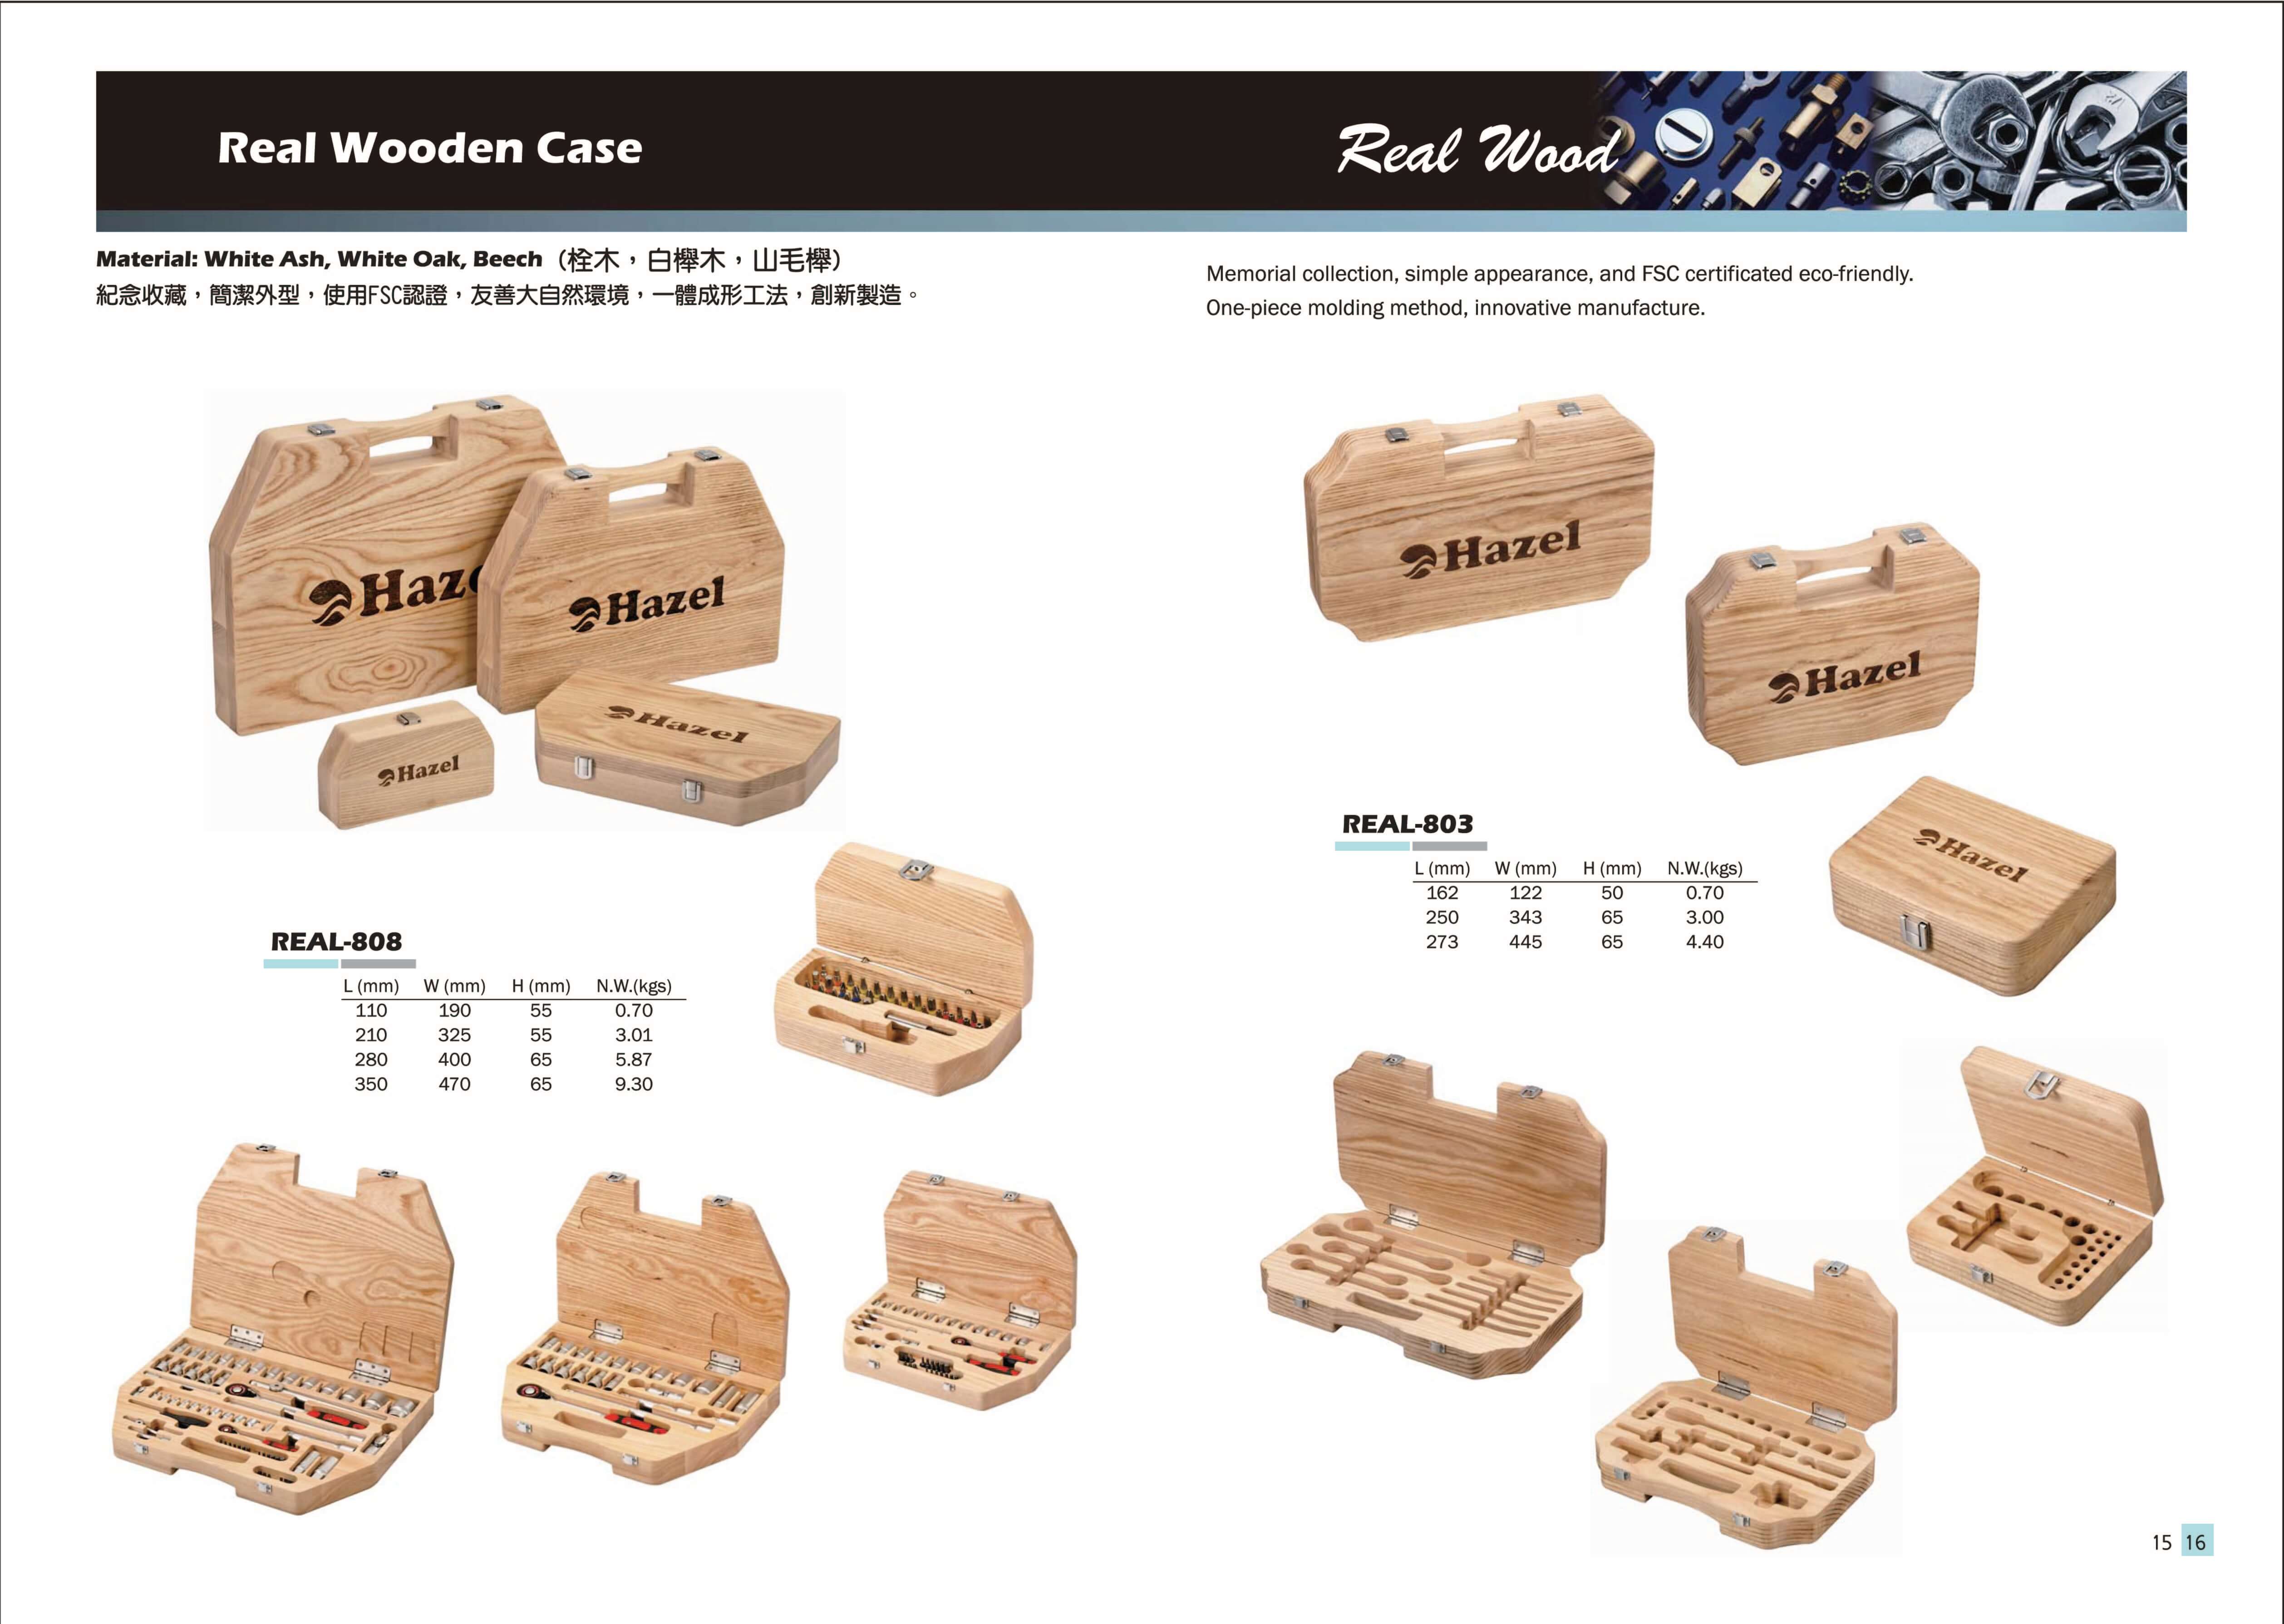 Real Wooden Case
Real Wood
Material: White Ash, White Oak, Beech (栓木，白櫸木，山毛櫸)
紀念收藏，簡潔外型，使用FSC認證，友善大自然環境，一體成形工法，創新製造。
Memorial collection, simple appearance, and FSC certificated eco-friendly.
One-piece molding method, innovative manufacture.
Haz
Hazel
Hazel
Hazel
REAL-808
L (mm) W (mm) H (mm) N.W.(kgs)
110 190 55 0.70
210 325 55 3.01
280 400 65 5.87
350 470 65 9.30
Hazel
Hazel
REAL-803
L (mm) W (mm) H (mm) N.W.(kgs)
162 122 50 0.70
250 343 65 3.00
273 445 65 4.40
Hazel
15 16